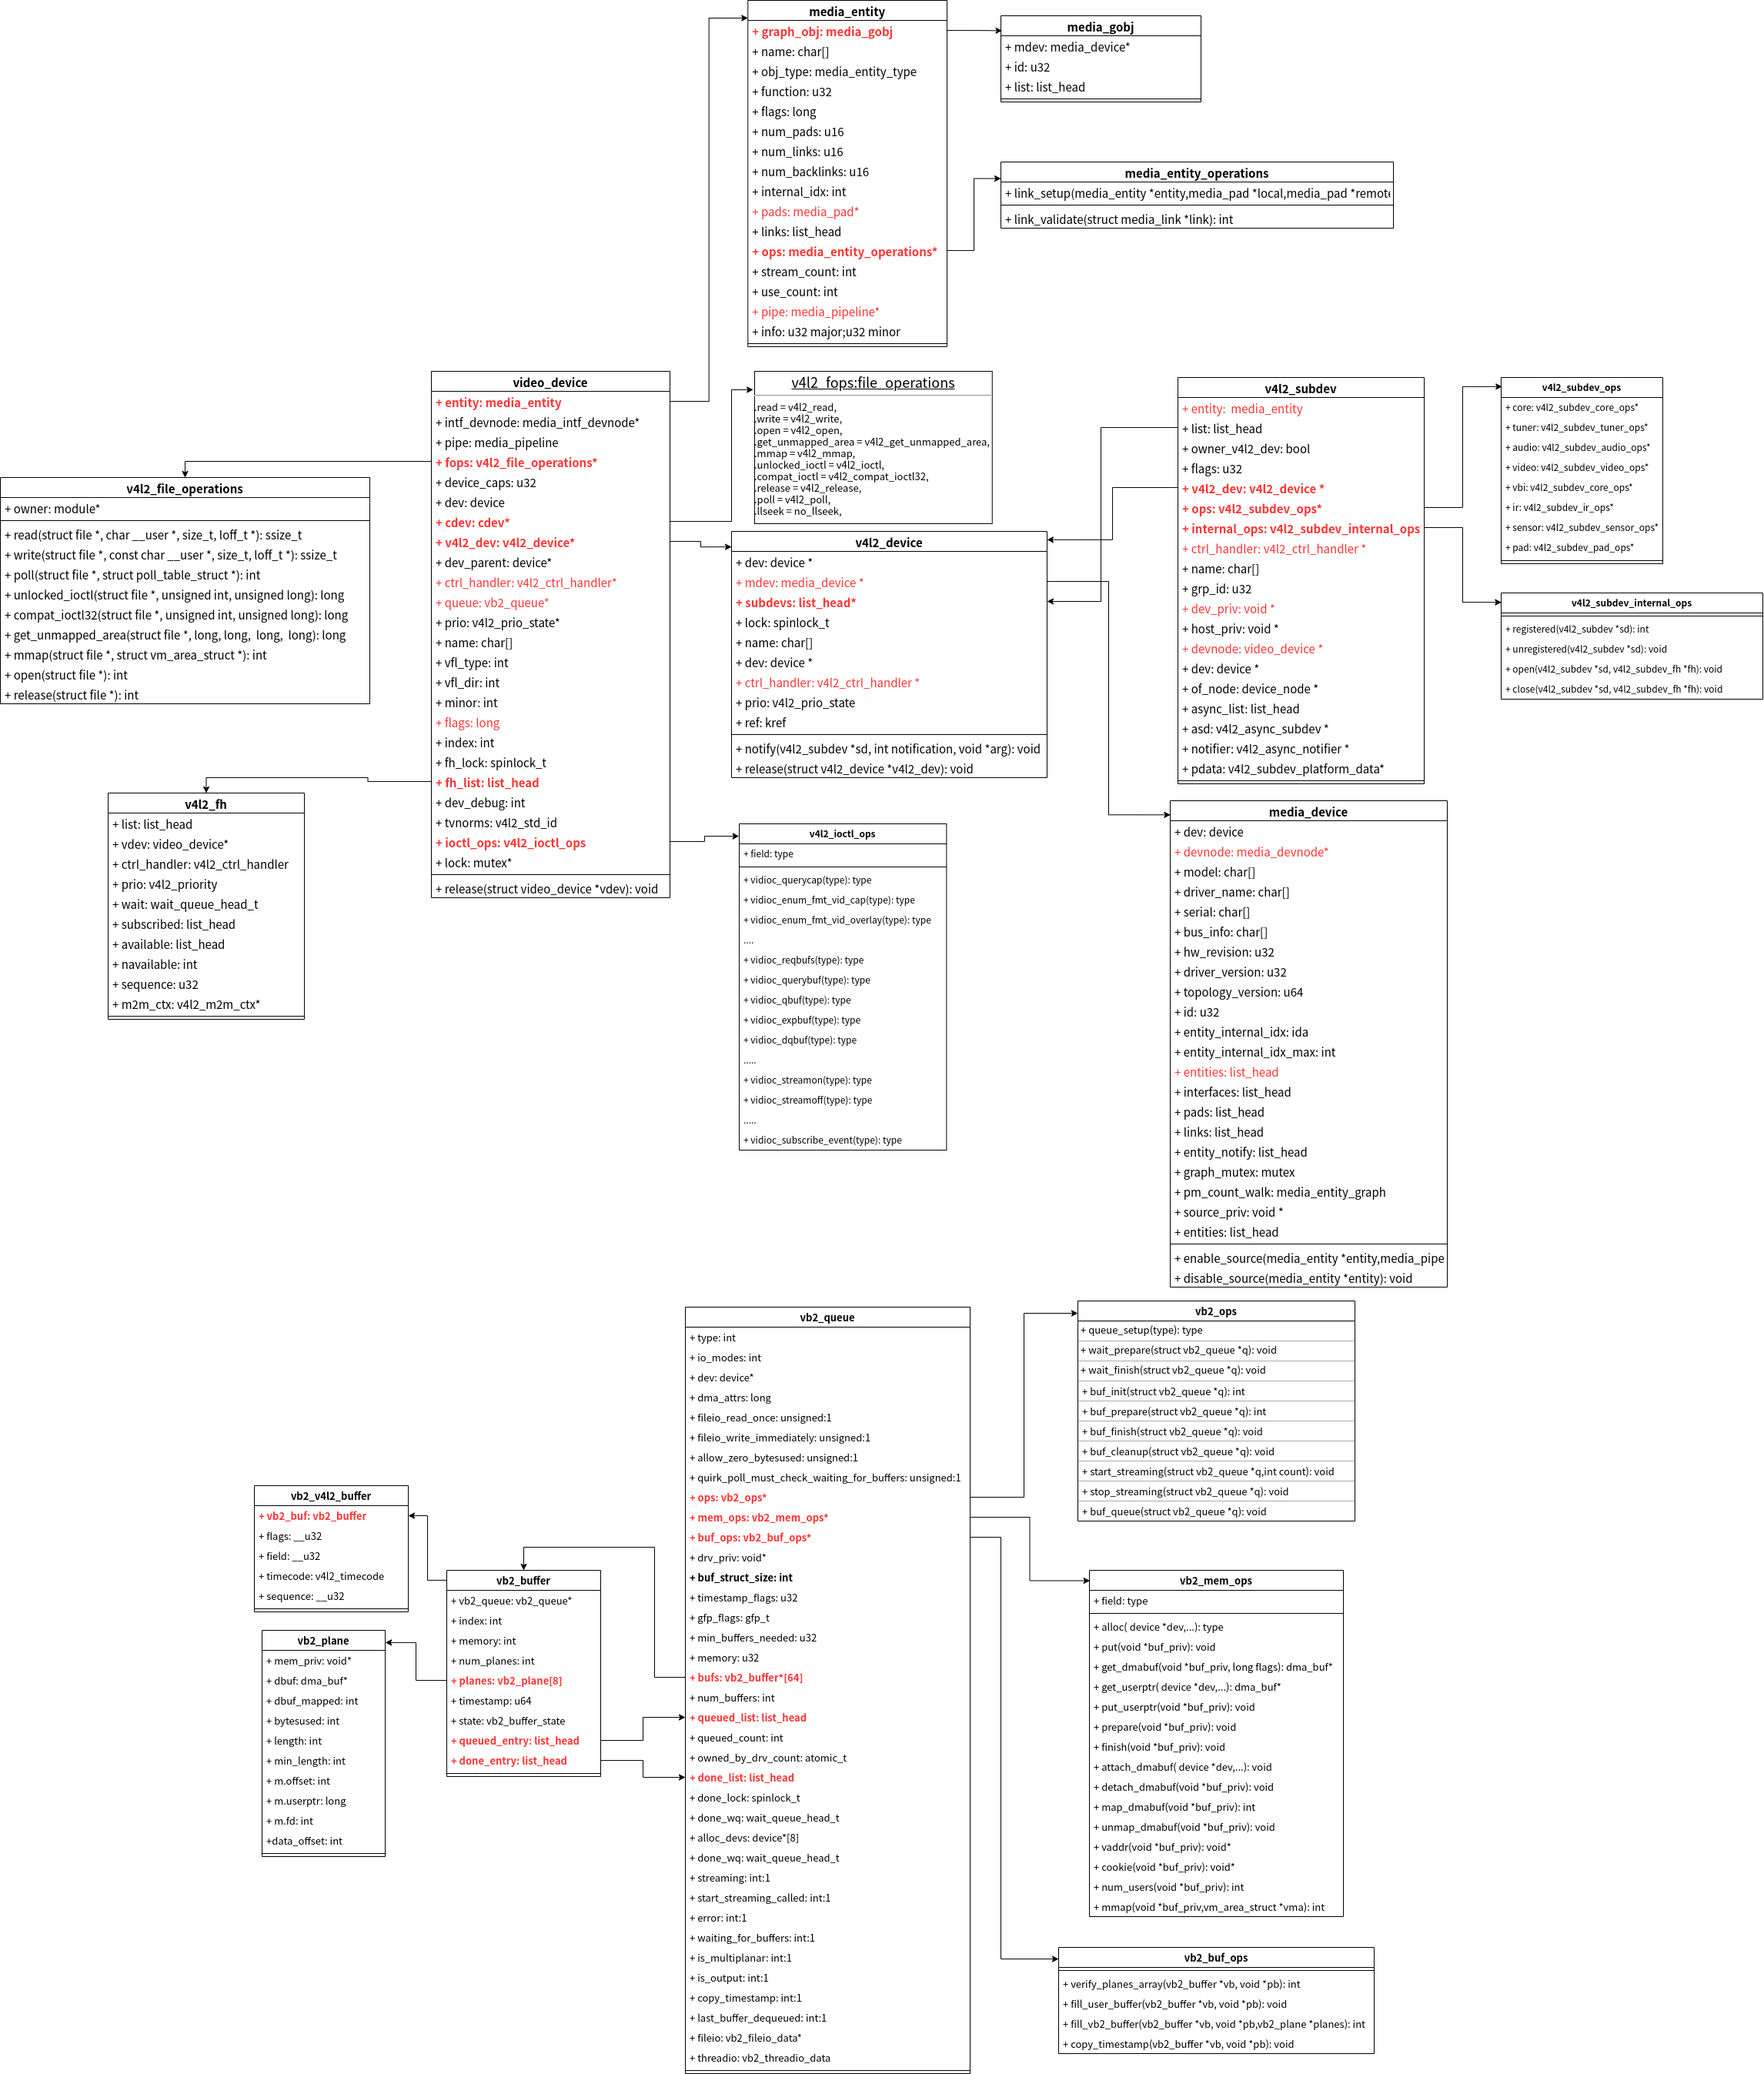 media_entity
+ graph_obj: media_gobj
+ name: char[]
+ obj_type: media_entity_type
+ function: u32
+ flags: long
+ num_pads: u16
+ num_links: u16
+ num_backlinks: u16
+ internal_idx: int
+ pads: media_pad*
+ links: list_head
+ ops: media_entity_operations*
+ stream_count: int
+ use_count: int
+ pipe: media_pipeline*
+ info: u32 major;u32 minor
media_gobj
+ mdev: media_device*
+ id: u32
+ list: list_head
media_entity_operations
+ link_setup(media_entity *entity,media_pad *local,media_pad *remote
+ link_validate(struct media_link *link): int
video_device
+ entity: media_entity
+ intf_devnode: media_intf_devnode*
+ pipe: media_pipeline
+ fops: v4l2_file_operations*
+ device_caps: u32
+ dev: device
+ cdev: cdev*
+ v4l2_dev: v4l2_device*
+ dev_parent: device*
+ ctrl_handler: v4l2_ctrl_handler*
+ queue: vb2_queue*
+ prio: v4l2_prio_state*
+ name: char[]
+ vfl_type: int
+ vfl_dir: int
+ minor: int
+ flags: long
+ index: int
+ fh_lock: spinlock_t
+ fh_list: list_head
+ dev_debug: int
+ tvnorms: v4l2_std_id
+ ioctl_ops: v4l2_ioctl_ops
+ lock: mutex*
+ release(struct video_device *vdev): void
v4l2_fops:file_operations
.read = v4l2_read,
.write = v4l2_write,
.open = v4l2_open,
.get_unmapped_area = v4l2_get_unmapped_area,
.mmap = v4l2_mmap,
.unlocked_ioctl = v4l2_ioctl,
.compat_ioctl = v4l2_compat_ioctl32,
.release = v4l2_release,
.poll = v4l2_poll,
.llseek = no_llseek,
v4l2_subdev
+ entity:  media_entity
+ list: list_head
+ owner_v4l2_dev: bool
+ flags: u32
+ v4l2_dev: v4l2_device *
+ ops: v4l2_subdev_ops*
+ internal_ops: v4l2_subdev_internal_ops
+ ctrl_handler: v4l2_ctrl_handler *
+ name: char[]
+ grp_id: u32
+ dev_priv: void *
+ host_priv: void *
+ devnode: video_device *
+ dev: device *
+ of_node: device_node *
+ async_list: list_head
+ asd: v4l2_async_subdev *
+ notifier: v4l2_async_notifier *
+ pdata: v4l2_subdev_platform_data*
v4l2_subdev_ops
+ core: v4l2_subdev_core_ops*
+ tuner: v4l2_subdev_tuner_ops*
+ audio: v4l2_subdev_audio_ops*
+ video: v4l2_subdev_video_ops*
+ vbi: v4l2_subdev_core_ops*
+ ir: v4l2_subdev_ir_ops*
+ sensor: v4l2_subdev_sensor_ops*
+ pad: v4l2_subdev_pad_ops*
v4l2_subdev_internal_ops
+ registered(v4l2_subdev *sd): int
+ unregistered(v4l2_subdev *sd): void
+ open(v4l2_subdev *sd, v4l2_subdev_fh *fh): void
+ close(v4l2_subdev *sd, v4l2_subdev_fh *fh): void
v4l2_file_operations
+ owner: module*
+ read(struct file *, char __user *, size_t, loff_t *): ssize_t
+ write(struct file *, const char __user *, size_t, loff_t *): ssize_t
+ poll(struct file *, struct poll_table_struct *): int
+ unlocked_ioctl(struct file *, unsigned int, unsigned long): long
+ compat_ioctl32(struct file *, unsigned int, unsigned long): long
+ get_unmapped_area(struct file *, long, long,  long,  long): long
+ mmap(struct file *, struct vm_area_struct *): int
+ open(struct file *): int
+ release(struct file *): int
v4l2_device
+ dev: device *
+ mdev: media_device *
+ subdevs: list_head*
+ lock: spinlock_t
+ name: char[]
+ dev: device *
+ ctrl_handler: v4l2_ctrl_handler *
+ prio: v4l2_prio_state
+ ref: kref
+ notify(v4l2_subdev *sd, int notification, void *arg): void
+ release(struct v4l2_device *v4l2_dev): void
v4l2_fh
+ list: list_head
+ vdev: video_device*
+ ctrl_handler: v4l2_ctrl_handler
+ prio: v4l2_priority
+ wait: wait_queue_head_t
+ subscribed: list_head
+ available: list_head
+ navailable: int
+ sequence: u32
+ m2m_ctx: v4l2_m2m_ctx*
v4l2_ioctl_ops
+ field: type
+ vidioc_querycap(type): type
+ vidioc_enum_fmt_vid_cap(type): type
+ vidioc_enum_fmt_vid_overlay(type): type
....
+ vidioc_reqbufs(type): type
+ vidioc_querybuf(type): type
+ vidioc_qbuf(type): type
+ vidioc_expbuf(type): type
+ vidioc_dqbuf(type): type
.....
+ vidioc_streamon(type): type
+ vidioc_streamoff(type): type
.....
+ vidioc_subscribe_event(type): type
media_device
+ dev: device
+ devnode: media_devnode*
+ model: char[]
+ driver_name: char[]
+ serial: char[]
+ bus_info: char[]
+ hw_revision: u32
+ driver_version: u32
+ topology_version: u64
+ id: u32
+ entity_internal_idx: ida
+ entity_internal_idx_max: int
+ entities: list_head
+ interfaces: list_head
+ pads: list_head
+ links: list_head
+ entity_notify: list_head
+ graph_mutex: mutex
+ pm_count_walk: media_entity_graph
+ source_priv: void *
+ entities: list_head
+ enable_source(media_entity *entity,media_pipe
+ disable_source(media_entity *entity): void
vb2_queue
+ type: int
+ io_modes: int
+ dev: device*
+ dma_attrs: long
+ fileio_read_once: unsigned:1
+ fileio_write_immediately: unsigned:1
+ allow_zero_bytesused: unsigned:1
+ quirk_poll_must_check_waiting_for_buffers: unsigned:1
+ ops: vb2_ops*
+ mem_ops: vb2_mem_ops*
+ buf_ops: vb2_buf_ops*
+ drv_priv: void*
+ buf_struct_size: int
+ timestamp_flags: u32
+ gfp_flags: gfp_t
+ min_buffers_needed: u32
+ memory: u32
+ bufs: vb2_buffer*[64]
+ num_buffers: int
+ queued_list: list_head
+ queued_count: int
+ owned_by_drv_count: atomic_t
+ done_list: list_head
+ done_lock: spinlock_t
+ done_wq: wait_queue_head_t
+ alloc_devs: device*[8]
+ done_wq: wait_queue_head_t
+ streaming: int:1
+ start_streaming_called: int:1
+ error: int:1
+ waiting_for_buffers: int:1
+ is_multiplanar: int:1
+ is_output: int:1
+ copy_timestamp: int:1
+ last_buffer_dequeued: int:1
+ fileio: vb2_fileio_data*
+ threadio: vb2_threadio_data
vb2_ops
+ queue_setup(type): type
+ wait_prepare(struct vb2_queue *q): void
+ wait_finish(struct vb2_queue *q): void
+ buf_init(struct vb2_queue *q): int
+ buf_prepare(struct vb2_queue *q): int
+ buf_finish(struct vb2_queue *q): void
+ buf_cleanup(struct vb2_queue *q): void
+ start_streaming(struct vb2_queue *q,int count): void
+ stop_streaming(struct vb2_queue *q): void
+ buf_queue(struct vb2_queue *q): void
vb2_v4l2_buffer
+ vb2_buf: vb2_buffer
+ flags: __u32
+ field: __u32
+ timecode: v4l2_timecode
+ sequence: __u32
vb2_buffer
+ vb2_queue: vb2_queue*
+ index: int
+ memory: int
+ num_planes: int
+ planes: vb2_plane[8]
+ timestamp: u64
+ state: vb2_buffer_state
+ queued_entry: list_head
+ done_entry: list_head
vb2_plane
+ mem_priv: void*
+ dbuf: dma_buf*
+ dbuf_mapped: int
+ bytesused: int
+ length: int
+ min_length: int
+ m.offset: int
+ m.userptr: long
+ m.fd: int
+data_offset: int
vb2_mem_ops
+ field: type
+ alloc( device *dev,...): type
+ put(void *buf_priv): void
+ get_dmabuf(void *buf_priv, long flags): dma_buf*
+ get_userptr( device *dev,...): dma_buf*
+ put_userptr(void *buf_priv): void
+ prepare(void *buf_priv): void
+ finish(void *buf_priv): void
+ attach_dmabuf( device *dev,...): void
+ detach_dmabuf(void *buf_priv): void
+ map_dmabuf(void *buf_priv): int
+ unmap_dmabuf(void *buf_priv): void
+ vaddr(void *buf_priv): void*
+ cookie(void *buf_priv): void*
+ num_users(void *buf_priv): int
+ mmap(void *buf_priv,vm_area_struct *vma): int
vb2_buf_ops
+ verify_planes_array(vb2_buffer *vb, void *pb): int
+ fill_user_buffer(vb2_buffer *vb, void *pb): void
+ fill_vb2_buffer(vb2_buffer *vb, void *pb,vb2_plane *planes): int
+ copy_timestamp(vb2_buffer *vb, void *pb): void